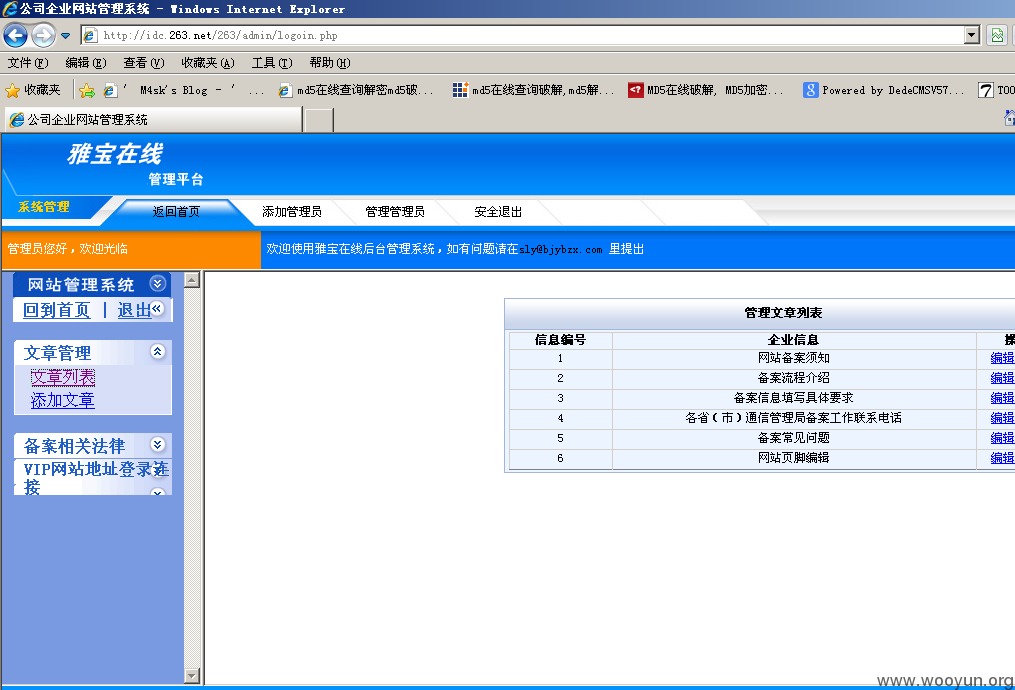 公司企业网站管理系统 - Windows Internet Explorer
http://idc.263.net/263/admin/logoin.php
文件(F) 编辑(E) 查看(V) 收藏夹(A) 工具(T) 帮助(H)
收藏夹 ' M4sk's Blog - ' ... md5在线查询解密md5破... md5在线查询破解,md5解... MD5在线破解, MD5加密... Powered by DedeCMSV57... TOO
公司企业网站管理系统
雅宝在线
管理平台
系统管理 返回首页 添加管理员 管理管理员 安全退出
管理员您好，欢迎光临 欢迎使用雅宝在线后台管理系统，如有问题请在sly@bjybzx.com 里提出
网站管理系统
回到首页 | 退出
文章管理
文章列表
添加文章
备案相关法律
VIP网站地址登录连
接
管理文章列表
信息编号 企业信息
1 网站备案须知 编辑
2 备案流程介绍 编辑
3 备案信息填写具体要求 编辑
4 各省（市）通信管理局备案工作联系电话 编辑
5 备案常见问题 编辑
6 网站页脚编辑 编辑
www.wooyun.org